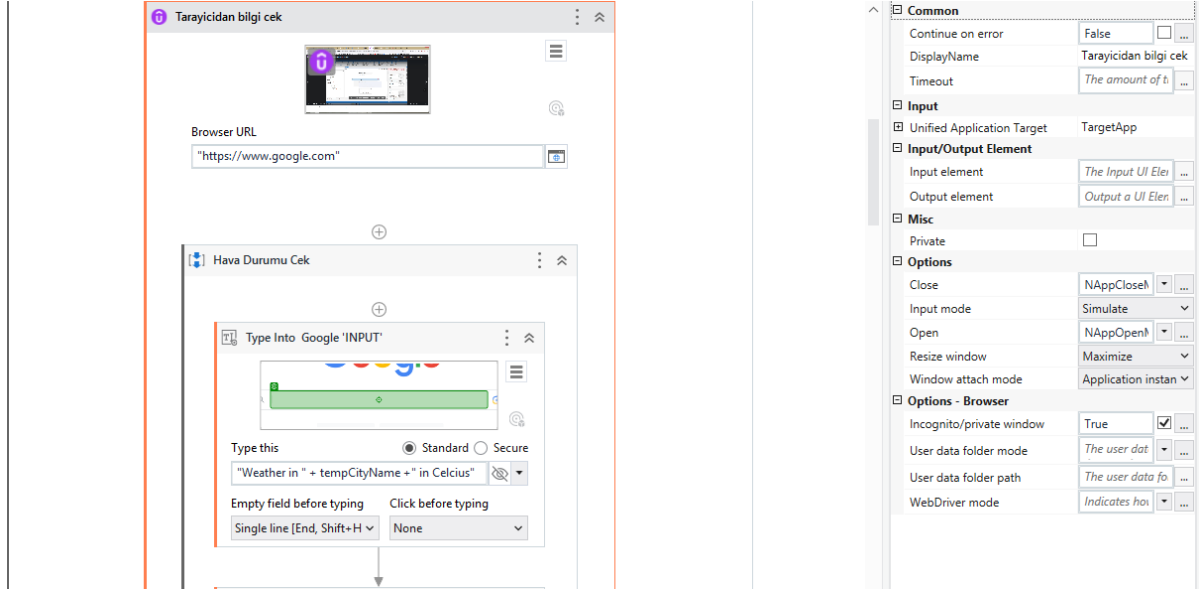 Tarayicidan bilgi cek
Browser URL
"https://www.google.com"
Hava Durumu Cek
Type Into Google 'INPUT'
Type this
Standard
Secure
"Weather in " + tempCityName +" in Celcius"
Empty field before typing
Click before typing
Single line [End, Shift+H
None
Common
Continue on error
False
...
DisplayName
Tarayicidan bilgi cek
Timeout
The amount of ti
...
Input
Unified Application Target
TargetApp
Input/Output Element
Input element
The Input UI Eler
...
Output element
Output a UI Elen
...
Misc
Private
Options
Close
NAppCloseM
...
Input mode
Simulate
Open
NAppOpenM
...
Resize window
Maximize
Window attach mode
Application instan
Options - Browser
Incognito/private window
True
...
User data folder mode
The user dat
...
User data folder path
The user data fo
...
WebDriver mode
Indicates hov
...